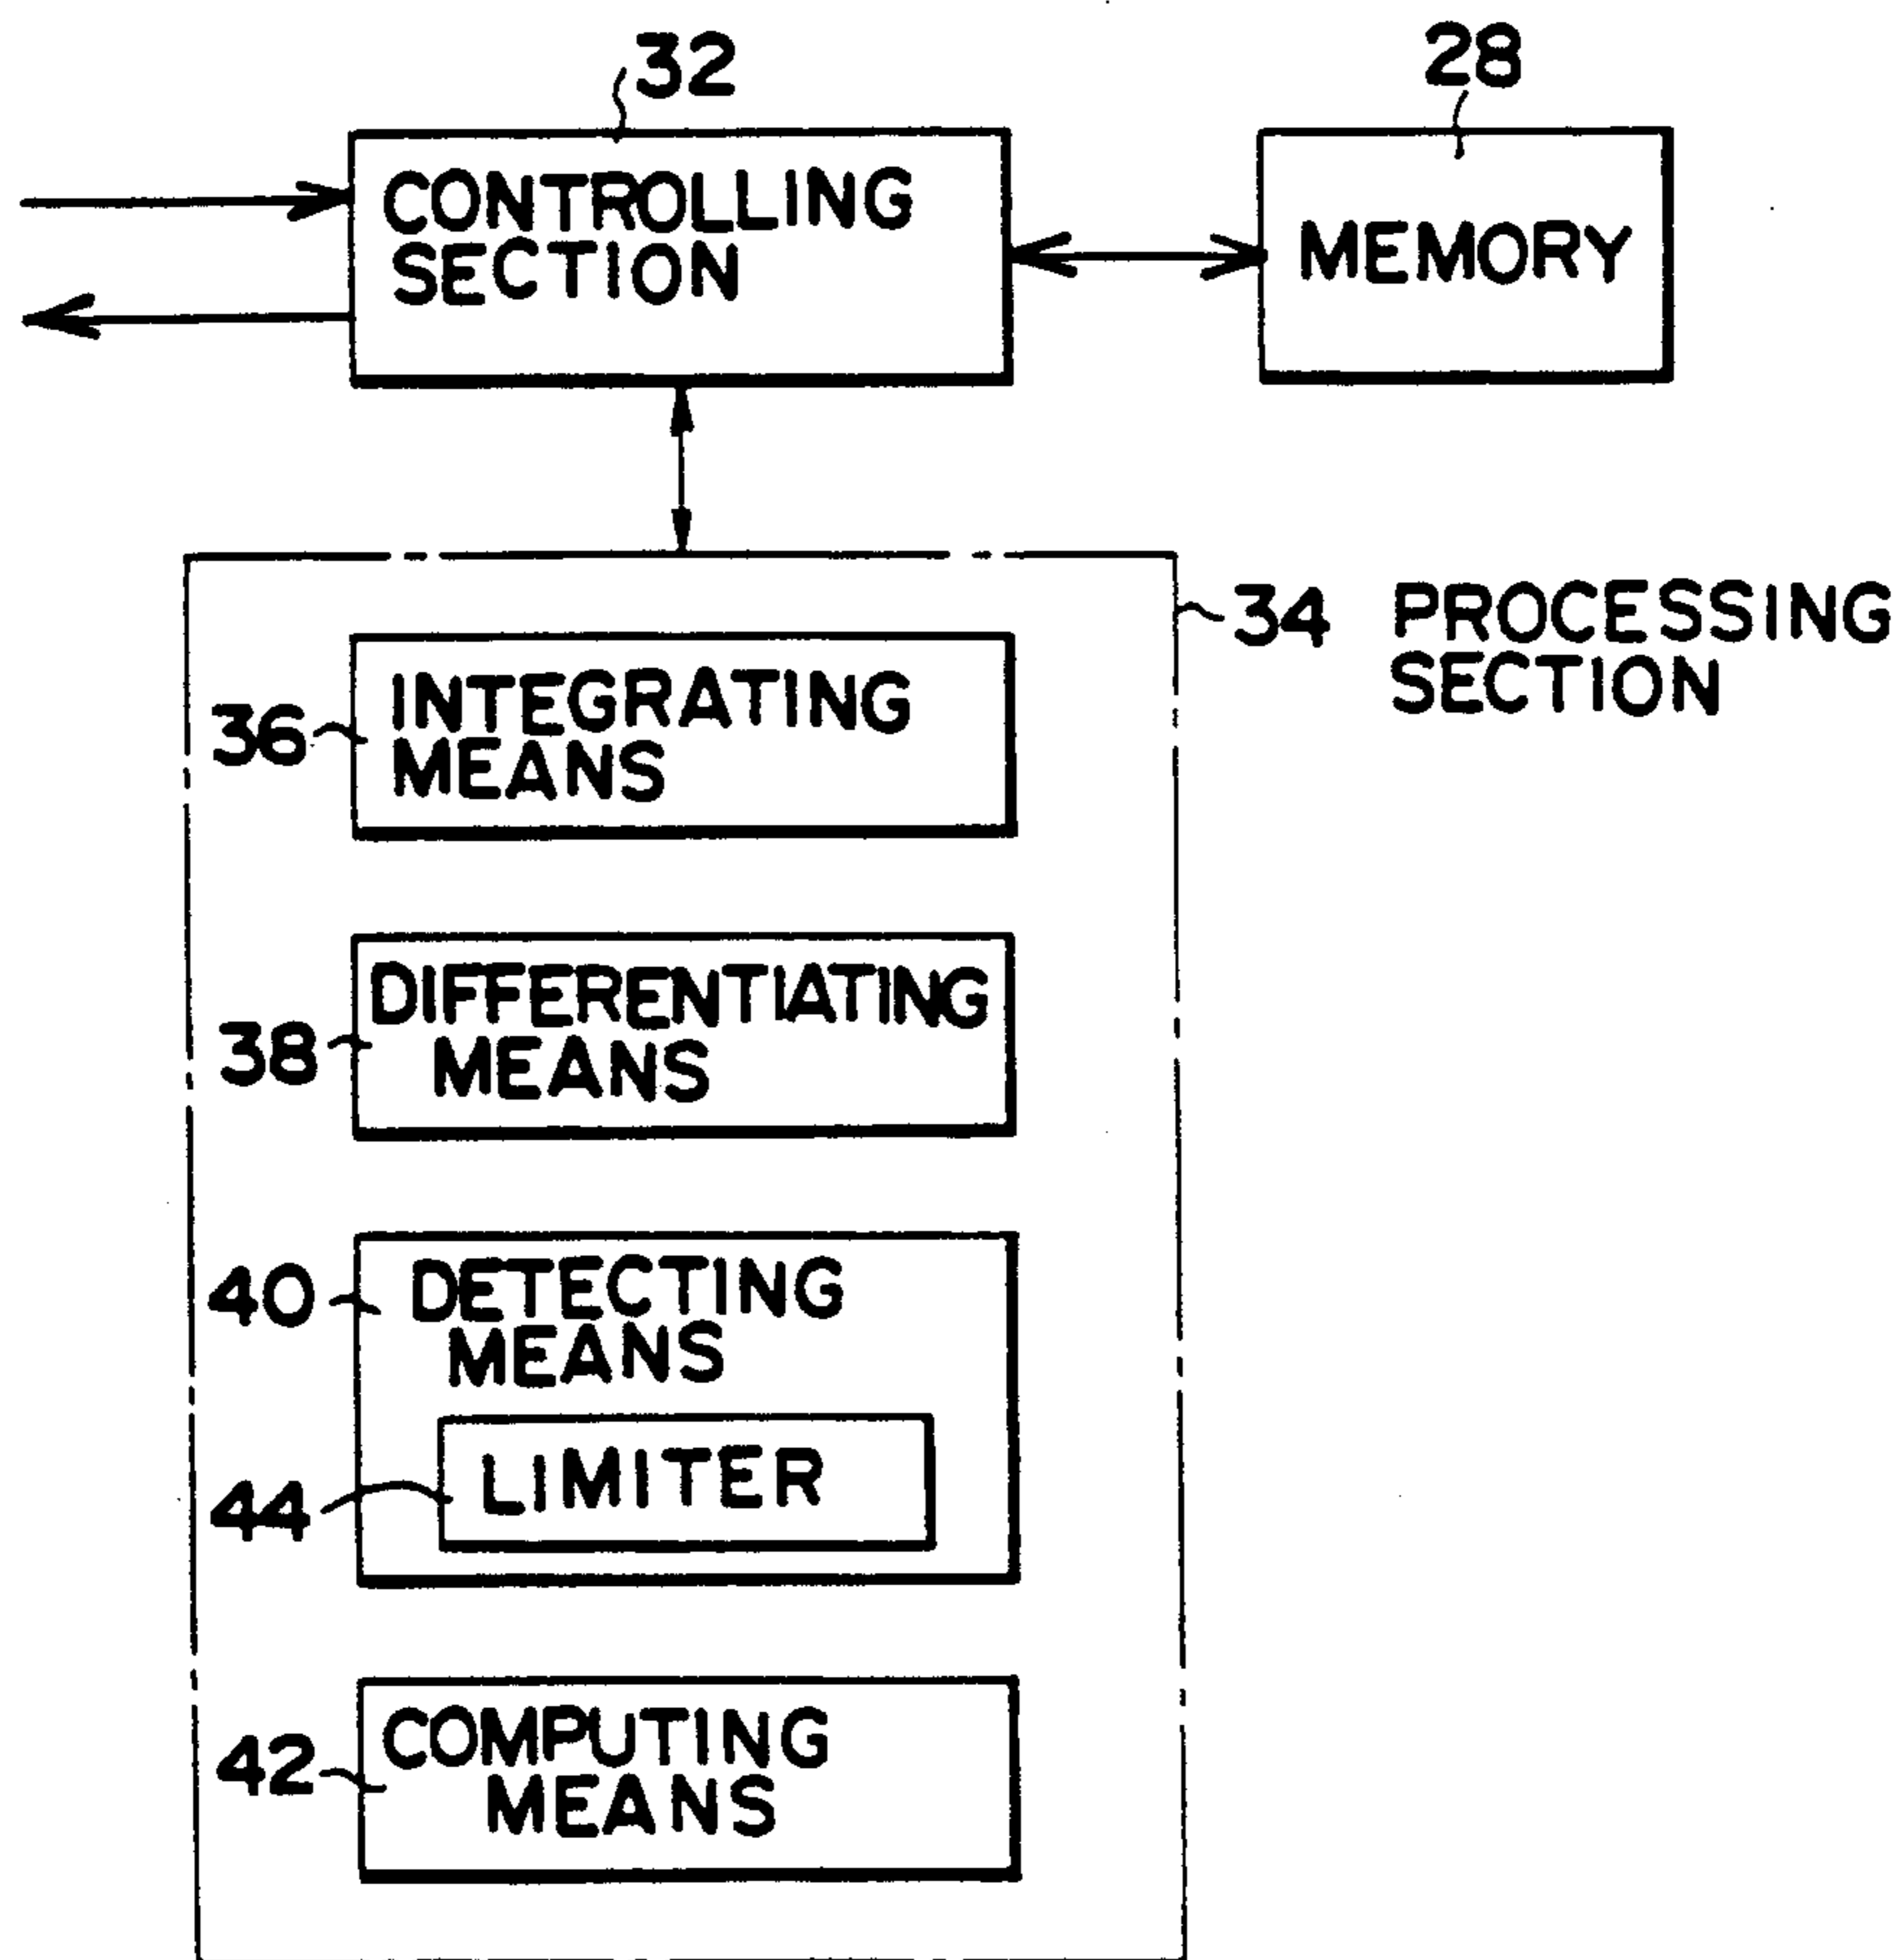 32
28
CONTROLLING
SECTION
MEMORY
34 PROCESSING
SECTION
36
INTEGRATING
MEANS
38
DIFFERENTIATING
MEANS
40
DETECTING
MEANS
44
LIMITER
42
COMPUTING
MEANS